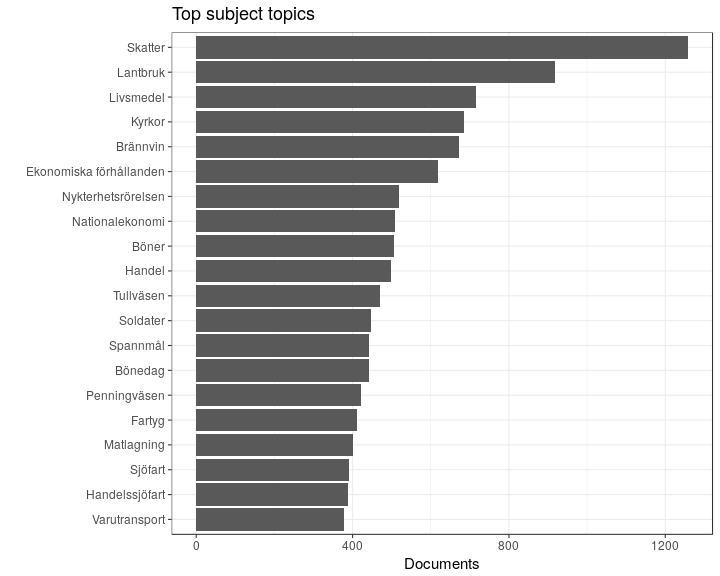 Top subject topics
Skatter
Lantbruk
Livsmedel
Kyrkor
Brännvin
Ekonomiska förhållanden
Nykterhetsrörelsen
Nationalekonomi
Böner
Handel
Tullväsen
Soldater
Spannmål
Bönedag
Penningväsen
Fartyg
Matlagning
Sjöfart
Handelssjöfart
Varutransport
0 400 800 1200
Documents